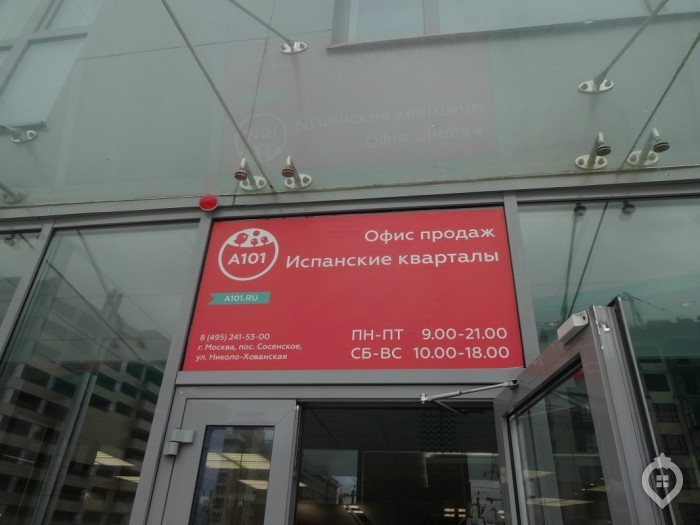 Офис продаж
Испанские кварталы
A101
A101.RU
8 (495) 241-53-00
г. Москва, пос. Сосенское,
ул. Николо-Хованская
ПН-ПТ 9.00-21.00
СБ-ВС 10.00-18.00